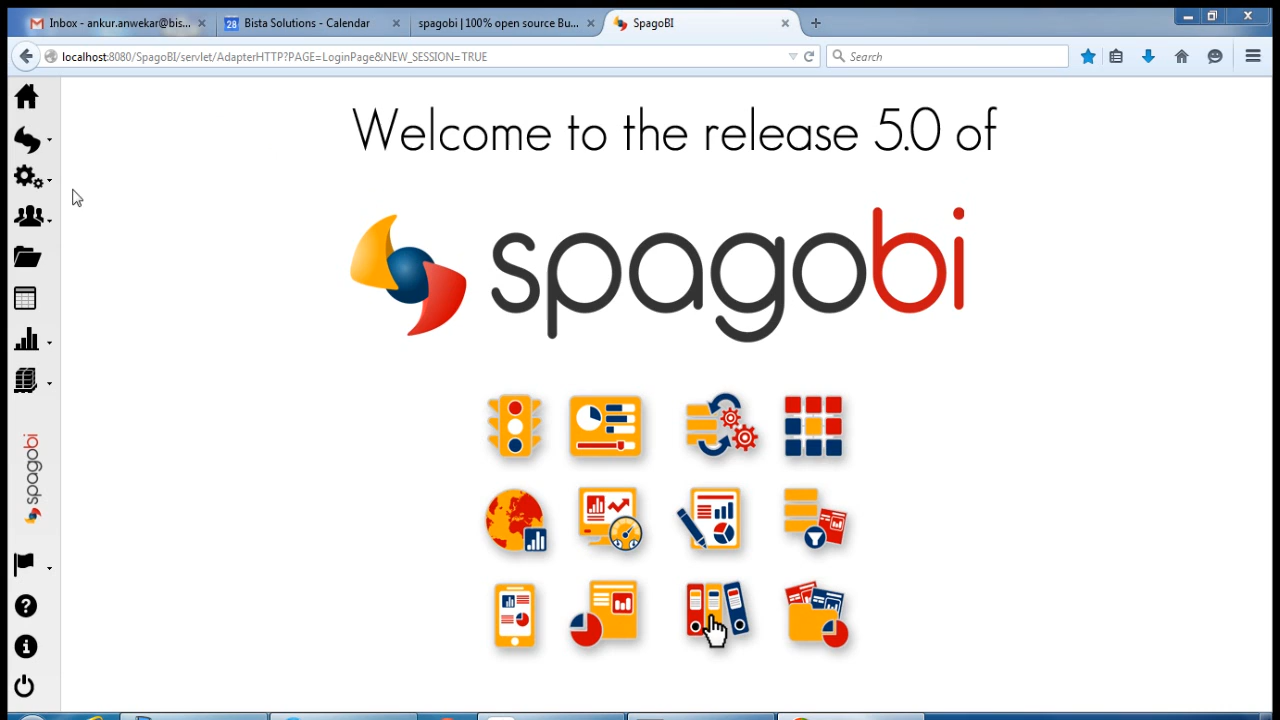 Inbox - ankur.anwekar@bis...
28
Bista Solutions - Calendar
spagobi | 100% open source Bu...
SpagoBI
localhost:8080/SpagoBI/servlet/AdapterHTTP?PAGE=LoginPage&NEW_SESSION=TRUE
Search
Welcome to the release 5.0 of
spagobi
spagobi